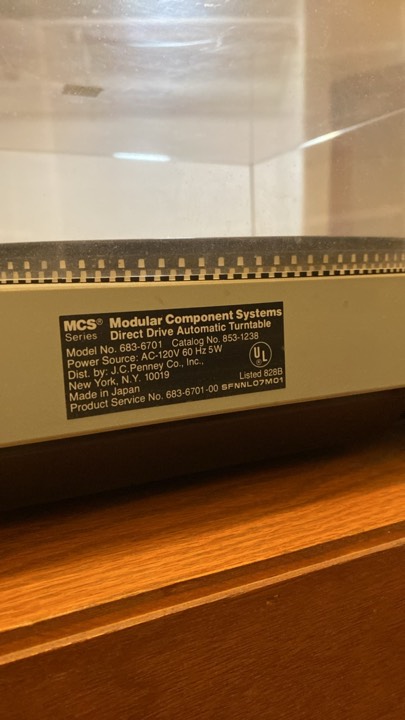 MCS® Modular Component Systems
Series Direct Drive Automatic Turntable
Model No. 683-6701 Catalog No. 853-1238
Power Source: AC-120V 60 Hz 5W
Dist. by: J.C.Penney Co., Inc.,
New York, N.Y. 10019
UL
Listed 828B
Made in Japan
Product Service No. 683-6701-00 SFNNL07M01